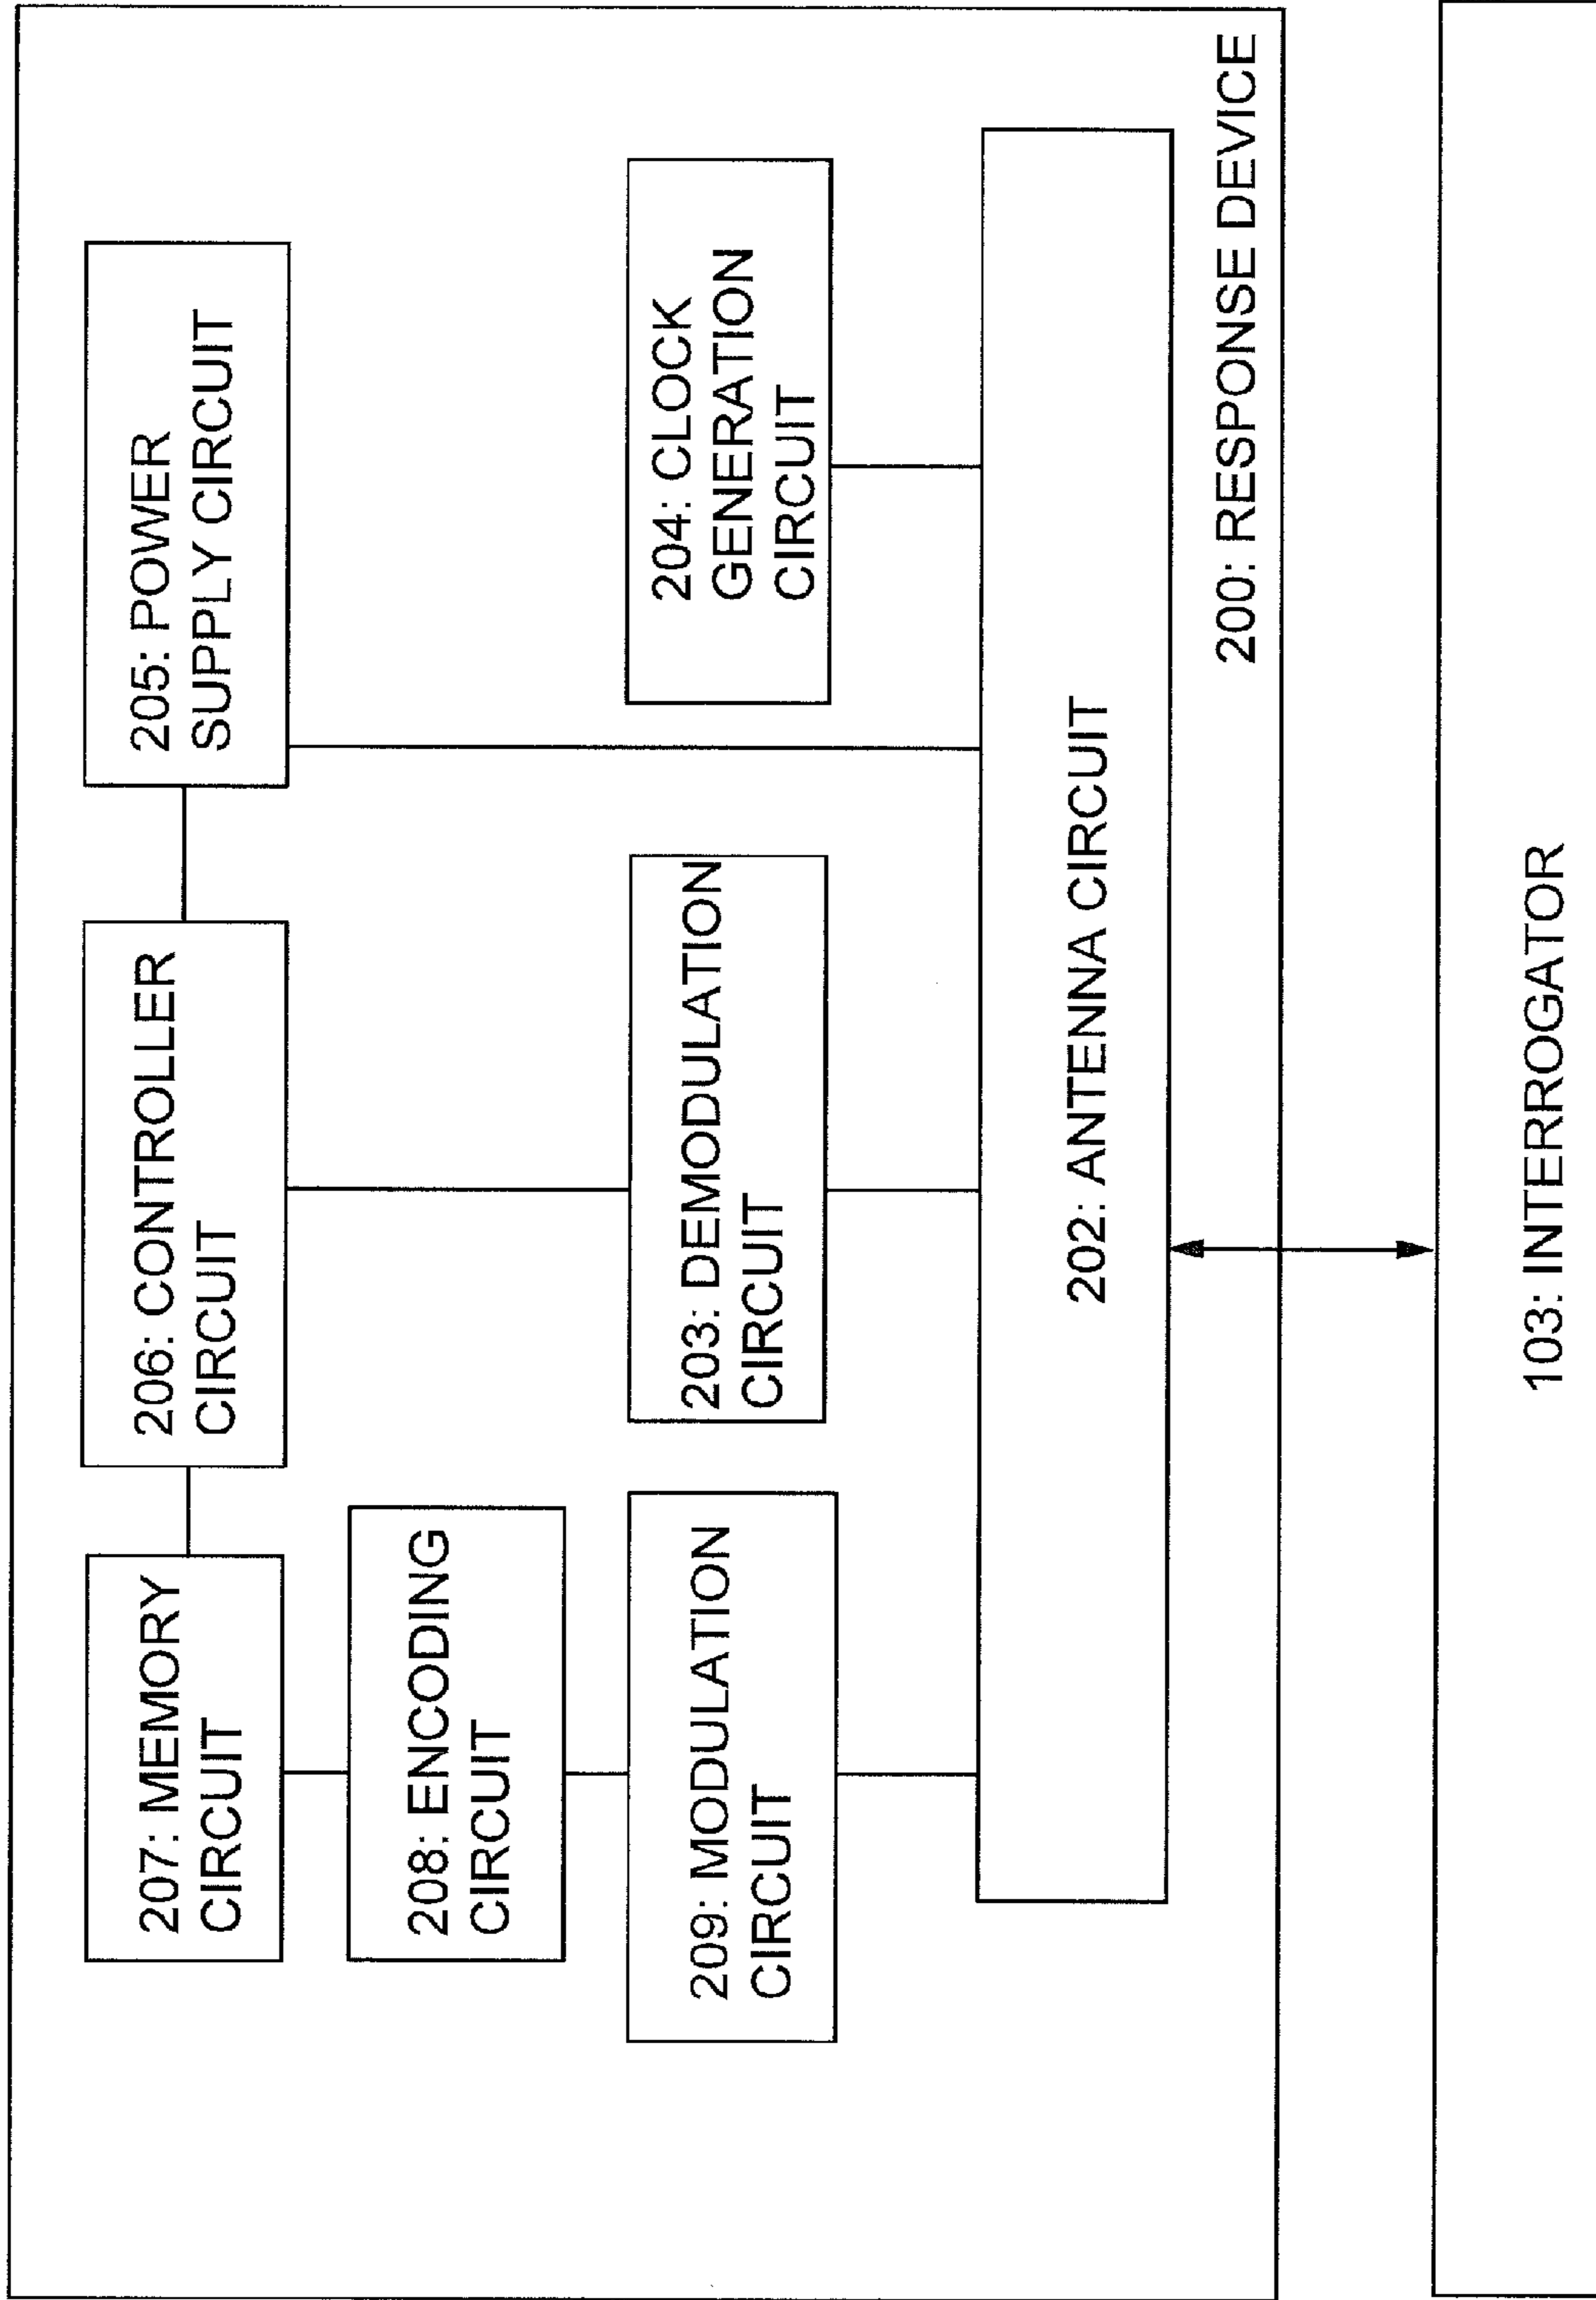 207: MEMORY
CIRCUIT
206: CONTROLLER
CIRCUIT
205: POWER
SUPPLY CIRCUIT
208: ENCODING
CIRCUIT
209: MODULATION
CIRCUIT
203: DEMODULATION
CIRCUIT
204: CLOCK
GENERATION
CIRCUIT
202: ANTENNA CIRCUIT
200: RESPONSE DEVICE
103: INTERROGATOR